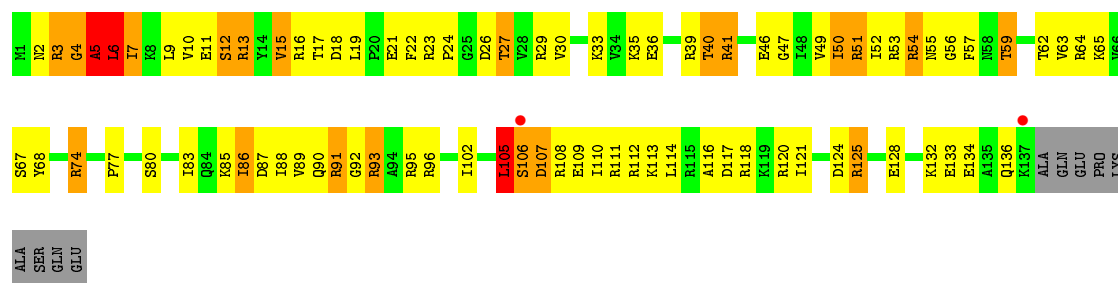 M1 N2 R3 G4 A5 L6 I7 K8 L9 V10 E11 S12 R13 Y14 V15 R16 T17 D18 L19 P20 E21 F22 R23 P24 G25 D26 T27 V28 R29 V30 K33 V34 K35 E36 R39 T40 R41 E46 G47 I48 V49 I50 R51 I52 R53 R54 N55 G56 F57 N58 T59 T62 V63 R64 K65 V66
S67 Y68 R74 P77 S80 I83 Q84 K85 I86 D87 I88 V89 Q90 R91 G92 R93 A94 R95 R96 I102 L105 S106 D107 R108 E109 I110 R111 R112 K113 L114 R115 A116 D117 R118 K119 R120 I121 D124 R125 E128 K132 E133 E134 A135 Q136 K137 ALA GLN GLU PRO LYS
ALA SER GLN GLU